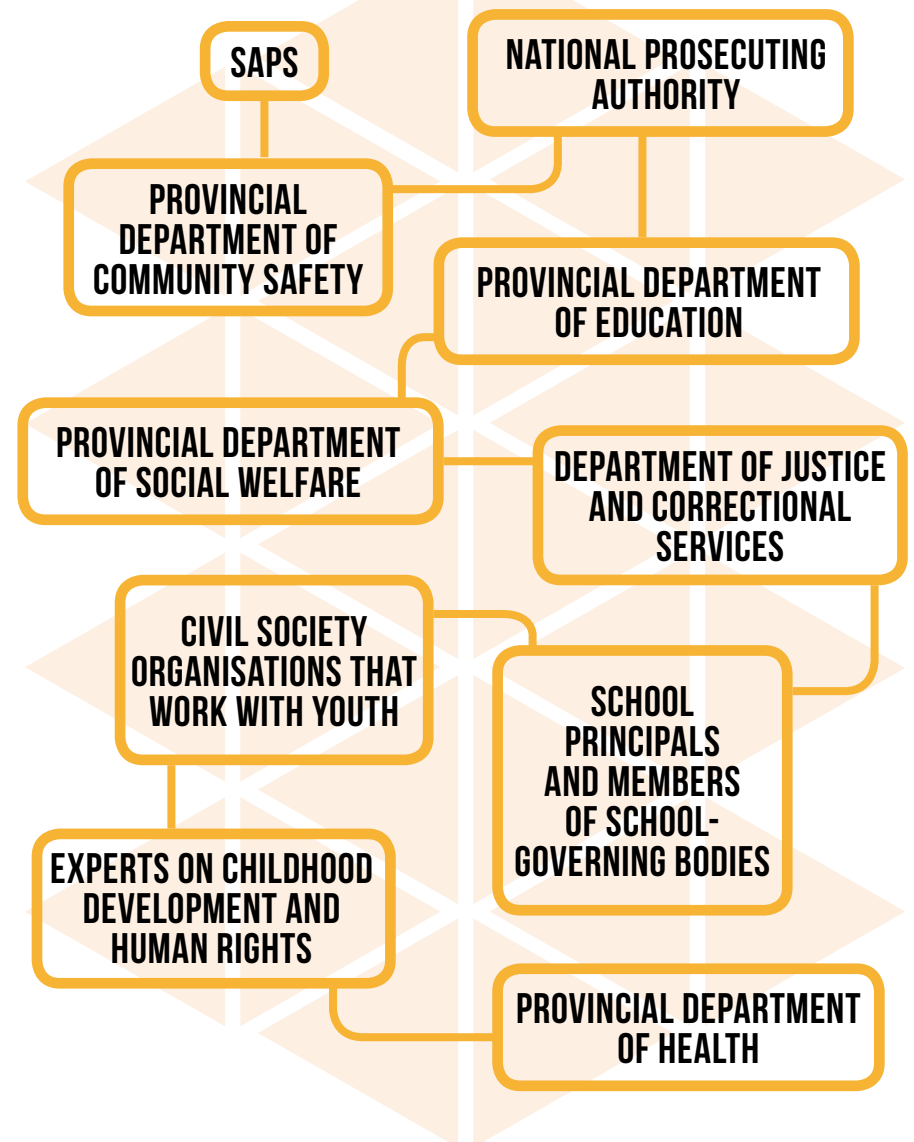 SAPS
NATIONAL PROSECUTING
AUTHORITY
PROVINCIAL
DEPARTMENT OF
COMMUNITY SAFETY
PROVINCIAL DEPARTMENT
OF EDUCATION
PROVINCIAL DEPARTMENT
OF SOCIAL WELFARE
DEPARTMENT OF JUSTICE
AND CORRECTIONAL
SERVICES
CIVIL SOCIETY
ORGANISATIONS THAT
WORK WITH YOUTH
SCHOOL
PRINCIPALS
AND MEMBERS
OF SCHOOL-
GOVERNING BODIES
EXPERTS ON CHILDHOOD
DEVELOPMENT AND
HUMAN RIGHTS
PROVINCIAL DEPARTMENT
OF HEALTH